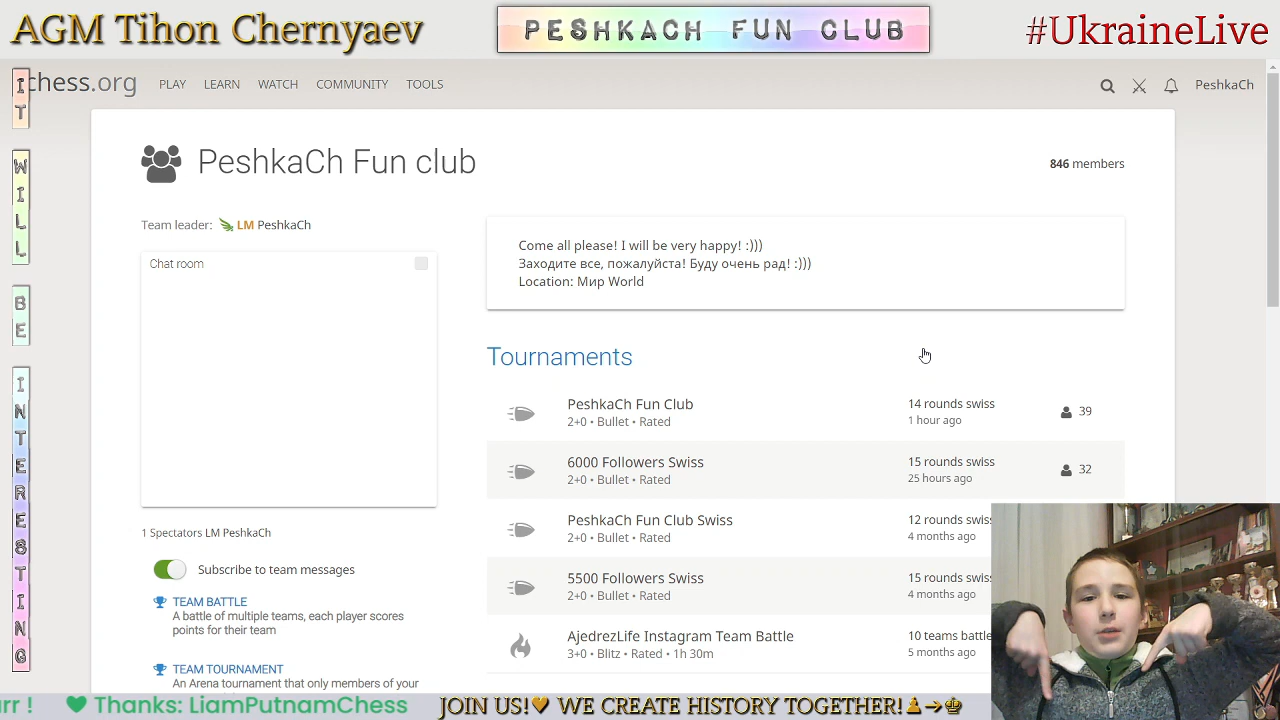 AGM Tihon Chernyaev
PESHKACH FUN CLUB
#UkraineLive
IT WILL BE INTERESTING
chess.org
PLAY LEARN WATCH COMMUNITY TOOLS
PeshkaCh
PeshkaCh Fun club
846 members
Team leader: LM PeshkaCh
Chat room
1 Spectators LM PeshkaCh
Subscribe to team messages
TEAM BATTLE
A battle of multiple teams, each player scores
points for their team
TEAM TOURNAMENT
An Arena tournament that only members of your
Come all please! I will be very happy! :)))
Заходите все, пожалуйста! Буду очень рад! :)))
Location: Мир World
Tournaments
PeshkaCh Fun Club
2+0 • Bullet • Rated
14 rounds swiss
1 hour ago
39
6000 Followers Swiss
2+0 • Bullet • Rated
15 rounds swiss
25 hours ago
32
PeshkaCh Fun Club Swiss
2+0 • Bullet • Rated
12 rounds swiss
4 months ago
5500 Followers Swiss
2+0 • Bullet • Rated
15 rounds swiss
4 months ago
AjedrezLife Instagram Team Battle
3+0 • Blitz • Rated • 1h 30m
10 teams battle
5 months ago
arr ! 💚 Thanks: LiamPutnamChess
JOIN US!♥ WE CREATE HISTORY TOGETHER!♟→♚